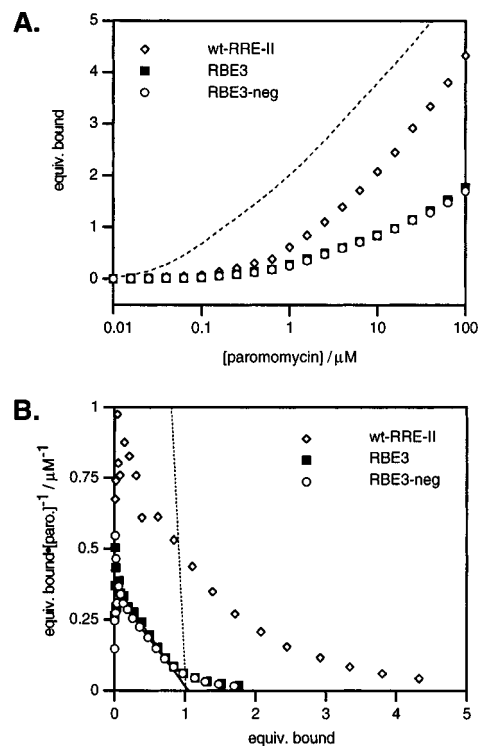 A.
5
4
3
2
1
0
equiv. bound
wt-RRE-II
RBE3
RBE3-neg
0.01
0.1
1
10
100
[paromomycin] / μM
B.
1
0.75
0.5
0.25
0
equiv. bound•[paro.]⁻¹ / μM⁻¹
wt-RRE-II
RBE3
RBE3-neg
0
1
2
3
4
5
equiv. bound